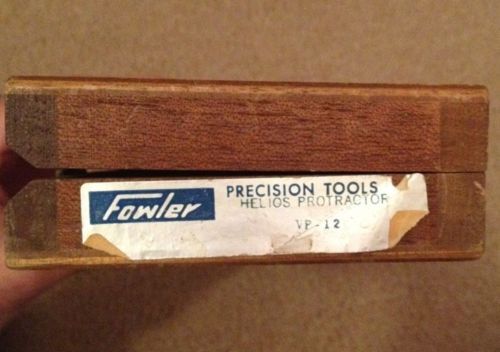 Fowler
PRECISION TOOLS
HELIOS PROTRACTOR
VP-12